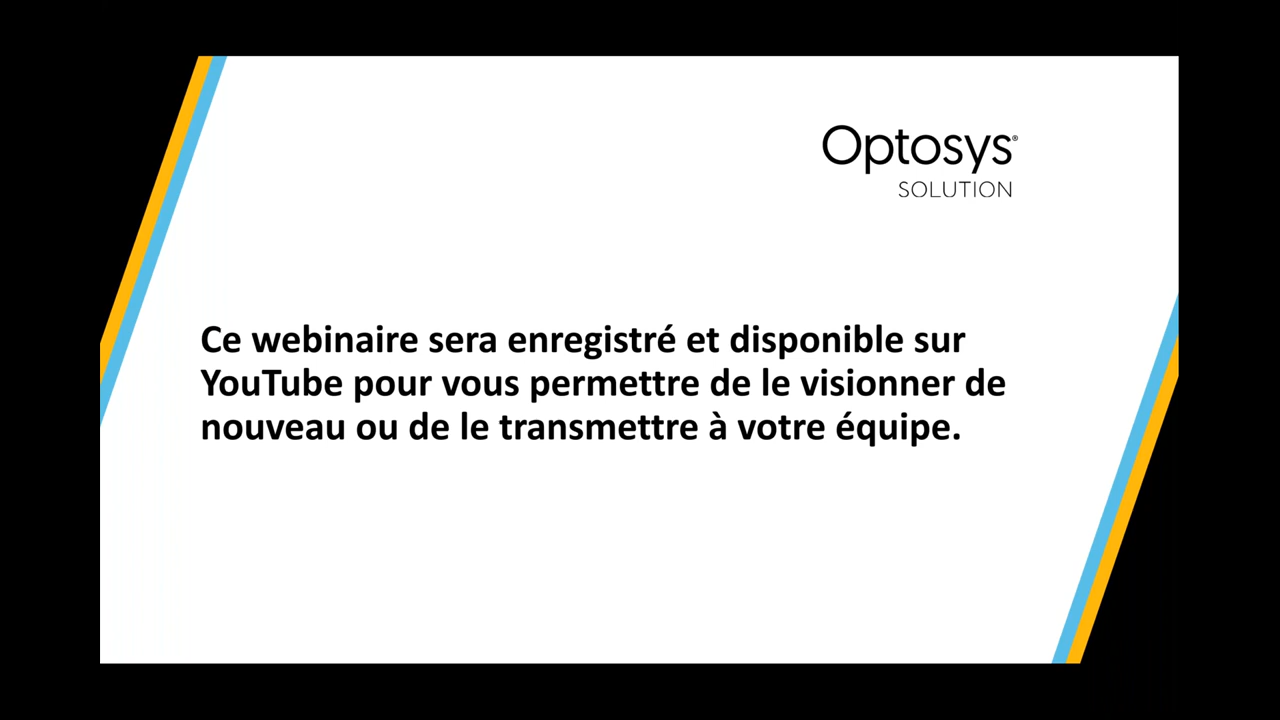 Optosys®
SOLUTION
Ce webinaire sera enregistré et disponible sur
YouTube pour vous permettre de le visionner de
nouveau ou de le transmettre à votre équipe.